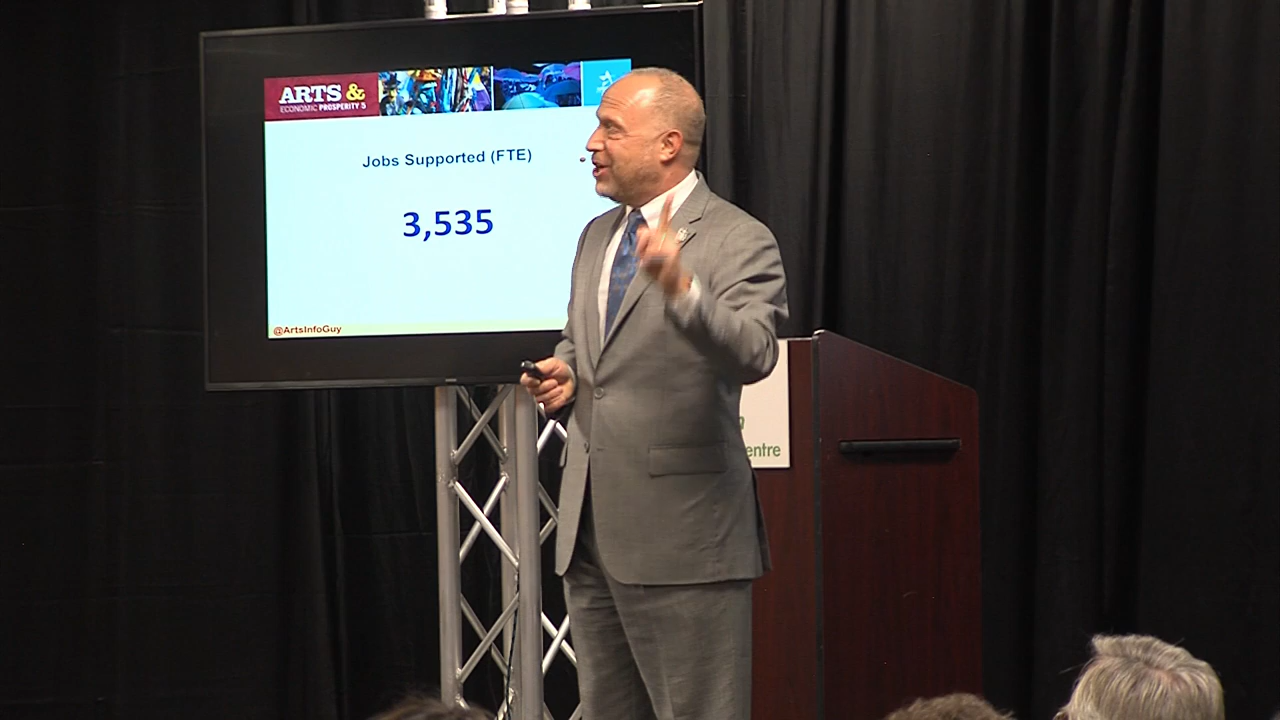 ARTS &
ECONOMIC PROSPERITY 5
Jobs Supported (FTE)
3,535
@ArtsInfoGuy
entre